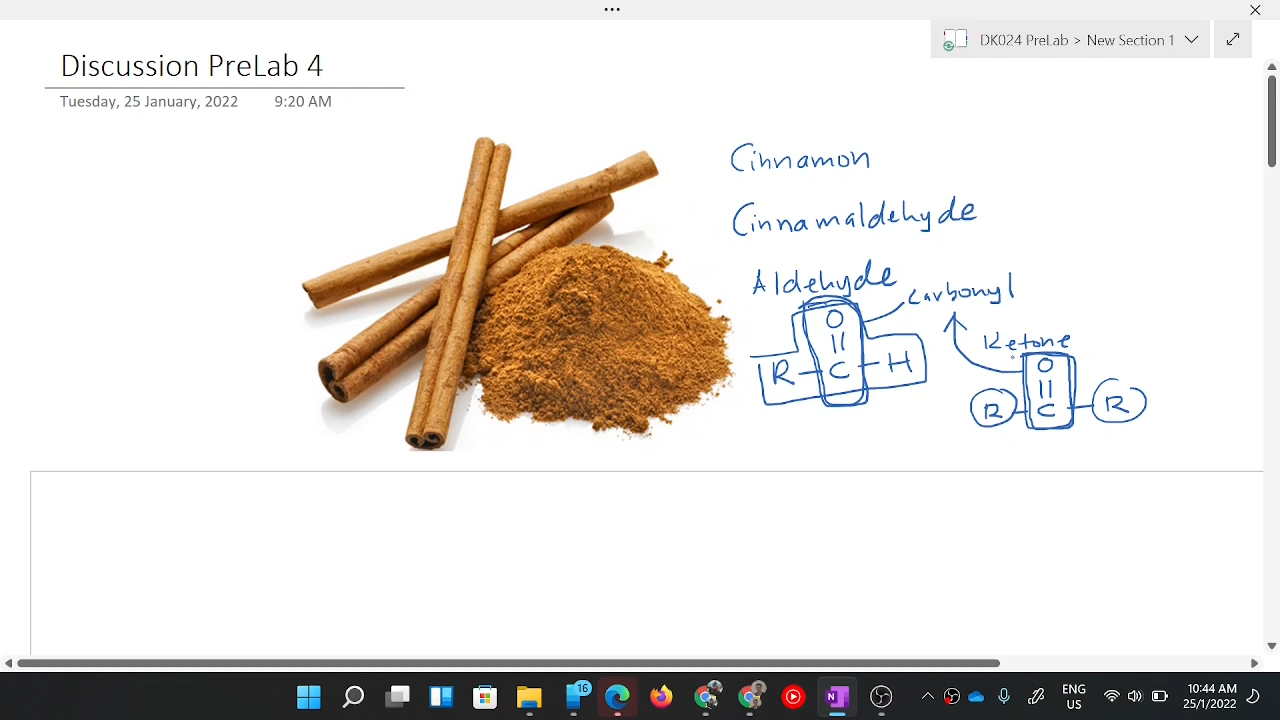 DK024 PreLab > New Section 1
Discussion PreLab 4
Tuesday, 25 January, 2022 9:20 AM
Cinnamon
Cinnamaldehyde
Aldehyde
Carbonyl
O
R C H
Ketone
O
R C R
16
ENG
US
10:44 AM
25/1/2022